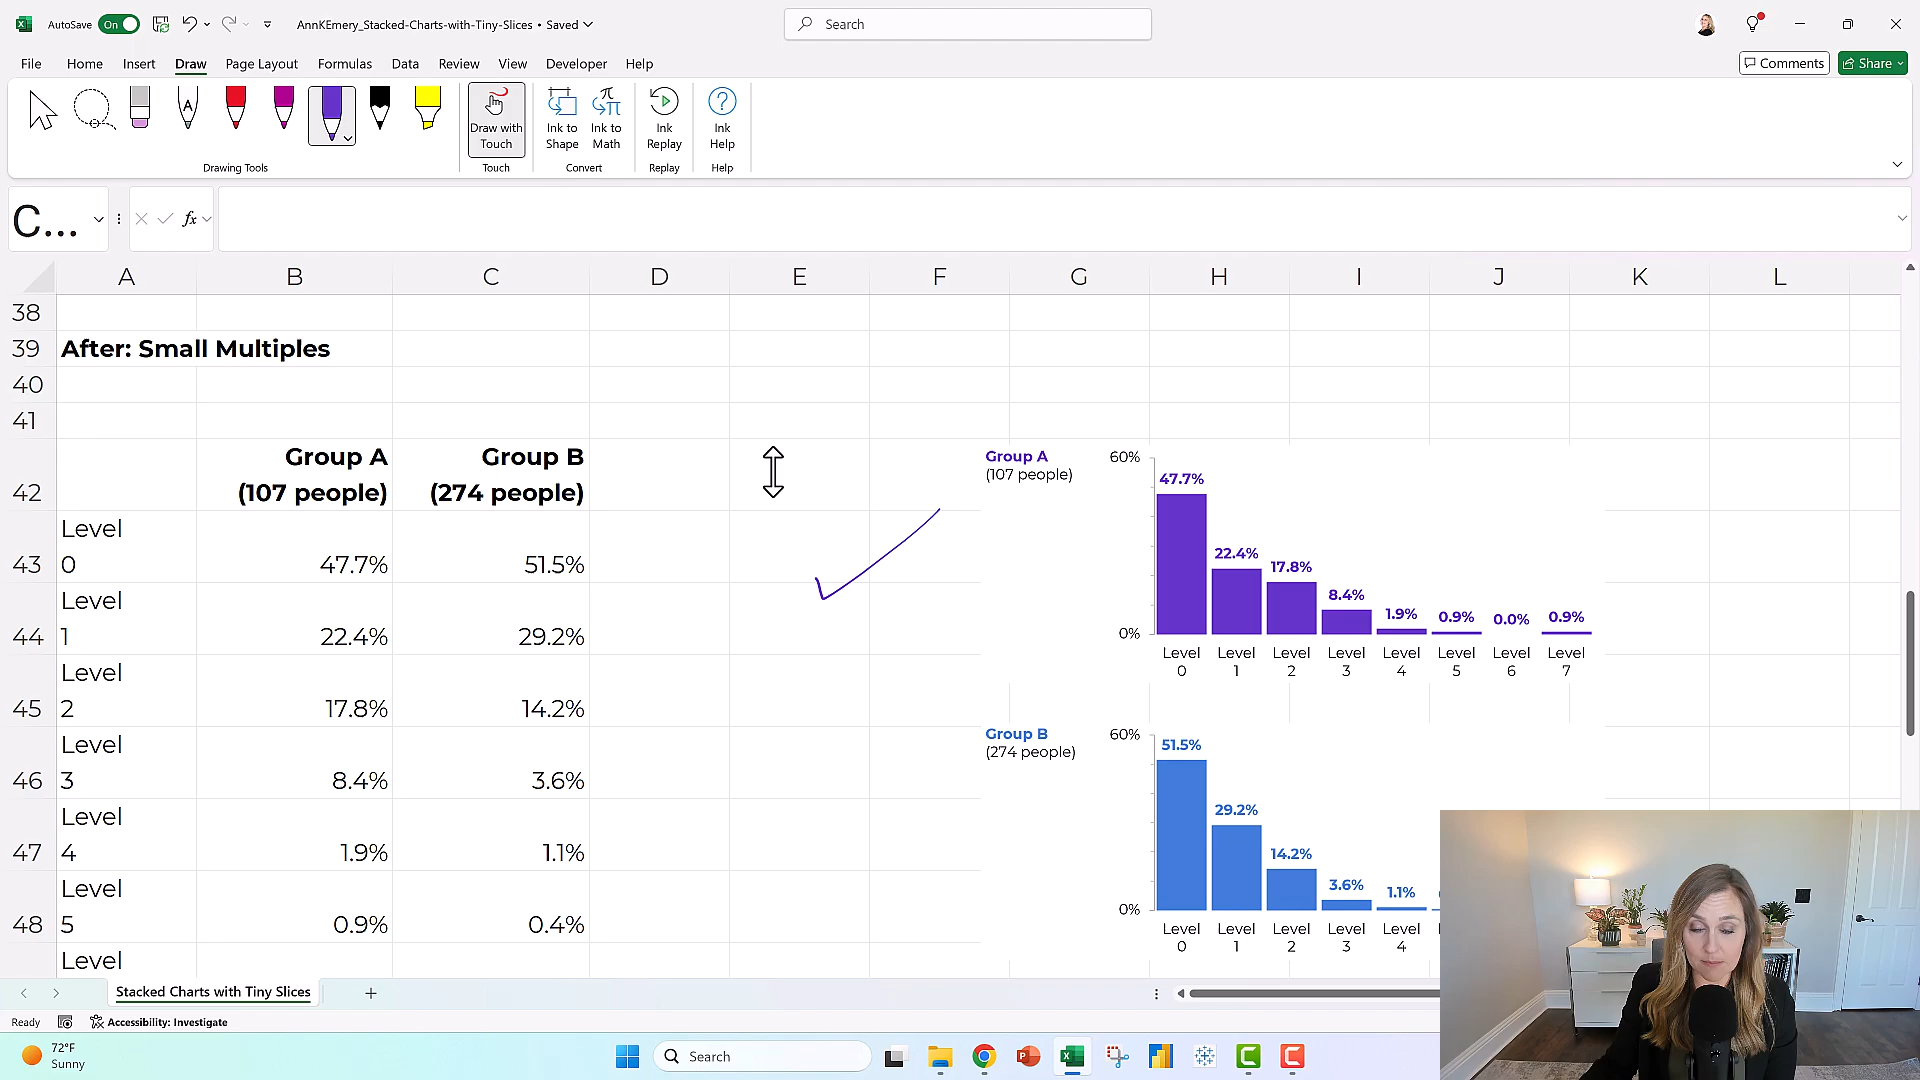 AutoSave On AnnKEmery_Stacked-Charts-with-Tiny-Slices • Saved Search
File Home Insert Draw Page Layout Formulas Data Review View Developer Help Comments Share
Draw with Touch
Ink to Shape
Ink to Math
Ink Replay
Ink Help
Drawing Tools Touch Convert Replay Help
C... fx
A B C D E F G H I J K L
38
39 After: Small Multiples
40
41
42 Group A (107 people) Group B (274 people)
43 Level 0 47.7% 51.5%
44 Level 1 22.4% 29.2%
45 Level 2 17.8% 14.2%
46 Level 3 8.4% 3.6%
47 Level 4 1.9% 1.1%
48 Level 5 0.9% 0.4%
Level
Group A
(107 people)
60%
47.7% 22.4% 17.8% 8.4% 1.9% 0.9% 0.0% 0.9%
0%
Level 0 Level 1 Level 2 Level 3 Level 4 Level 5 Level 6 Level 7
Group B
(274 people)
60%
51.5% 29.2% 14.2% 3.6% 1.1%
0%
Level 0 Level 1 Level 2 Level 3 Level 4
Stacked Charts with Tiny Slices
Ready Accessibility: Investigate
72°F
Sunny
Search